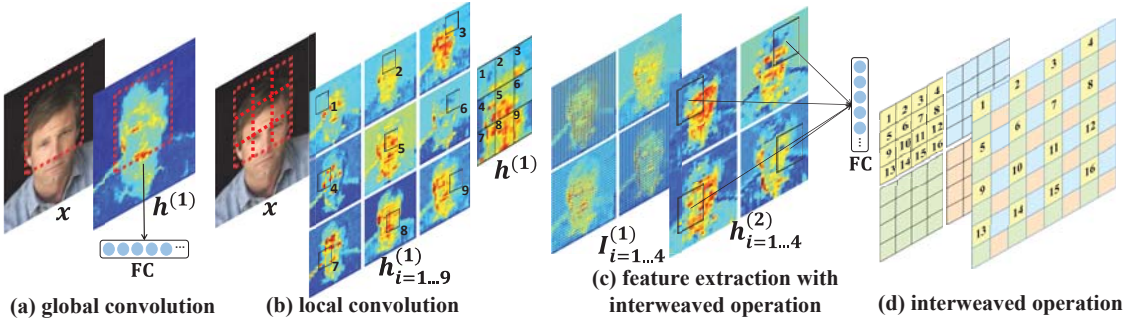 x
h^{(1)}
FC
(a) global convolution
x
1
2
3
4
5
6
7
8
9
h^{(1)}_{i=1...9}
1 2 3
4 5 6
7 8 9
h^{(1)}
(b) local convolution
I^{(1)}_{i=1...4}
h^{(2)}_{i=1...4}
FC
(c) feature extraction with
interweaved operation
1 2 3 4
5 6 7 8
9 10 11 12
13 14 15 16
1 2 3 4
5 6 7 8
9 10 11 12
13 14 15 16
(d) interweaved operation